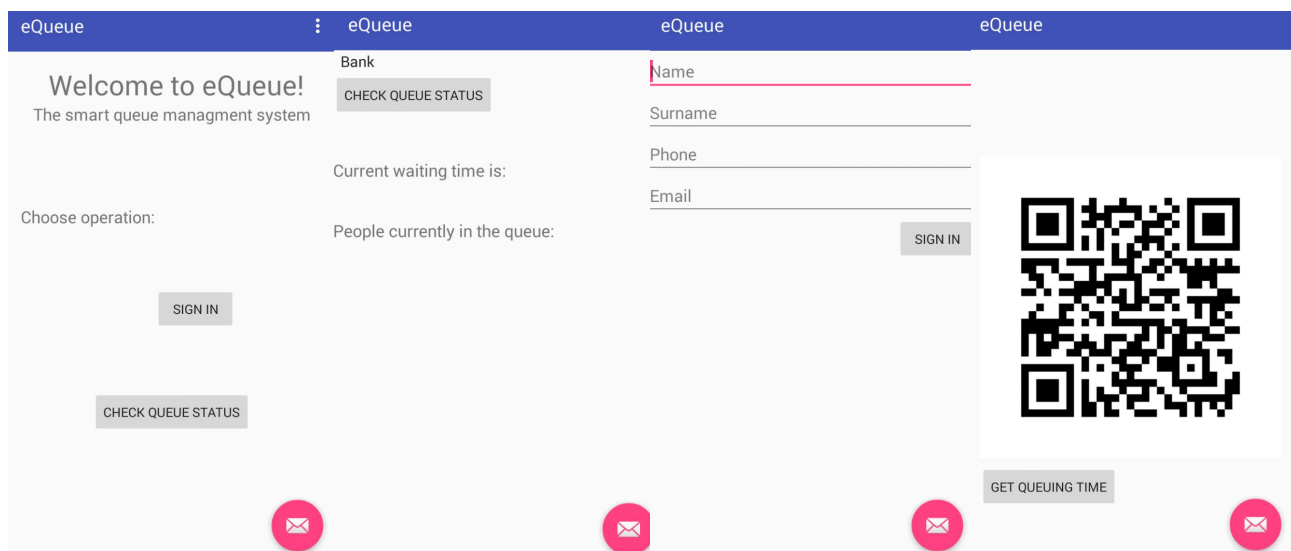 eQueue
Welcome to eQueue!
The smart queue managment system
Choose operation:
SIGN IN
CHECK QUEUE STATUS
eQueue
Bank
CHECK QUEUE STATUS
Current waiting time is:
People currently in the queue:
eQueue
Name
Surname
Phone
Email
SIGN IN
eQueue
GET QUEUING TIME